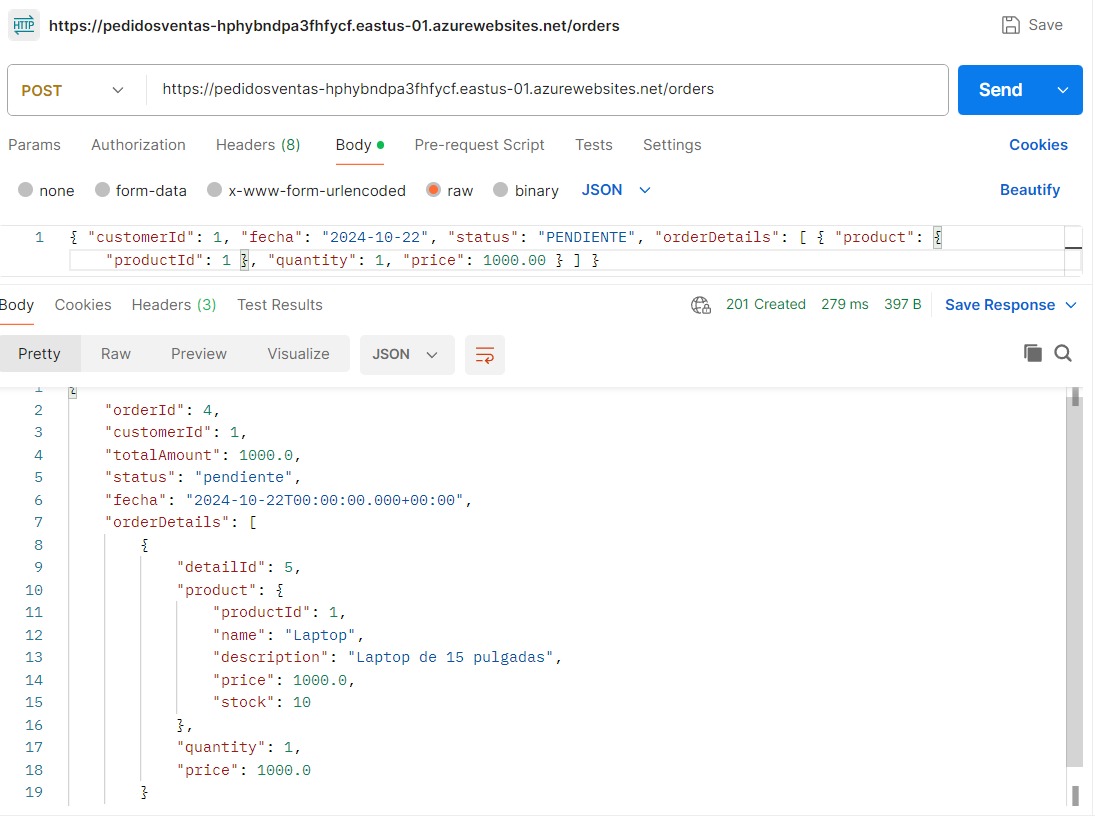 HTTP https://pedidosventas-hphybndpa3fhfycf.eastus-01.azurewebsites.net/orders Save
POST https://pedidosventas-hphybndpa3fhfycf.eastus-01.azurewebsites.net/orders Send
Params Authorization Headers (8) Body Pre-request Script Tests Settings Cookies
none form-data x-www-form-urlencoded raw binary JSON Beautify
1 { "customerId": 1, "fecha": "2024-10-22", "status": "PENDIENTE", "orderDetails": [ { "product": {
"productId": 1 }, "quantity": 1, "price": 1000.00 } ] }
Body Cookies Headers (3) Test Results 201 Created 279 ms 397 B Save Response
Pretty Raw Preview Visualize JSON
1 {
2 "orderId": 4,
3 "customerId": 1,
4 "totalAmount": 1000.0,
5 "status": "pendiente",
6 "fecha": "2024-10-22T00:00:00.000+00:00",
7 "orderDetails": [
8 {
9 "detailId": 5,
10 "product": {
11 "productId": 1,
12 "name": "Laptop",
13 "description": "Laptop de 15 pulgadas",
14 "price": 1000.0,
15 "stock": 10
16 },
17 "quantity": 1,
18 "price": 1000.0
19 }